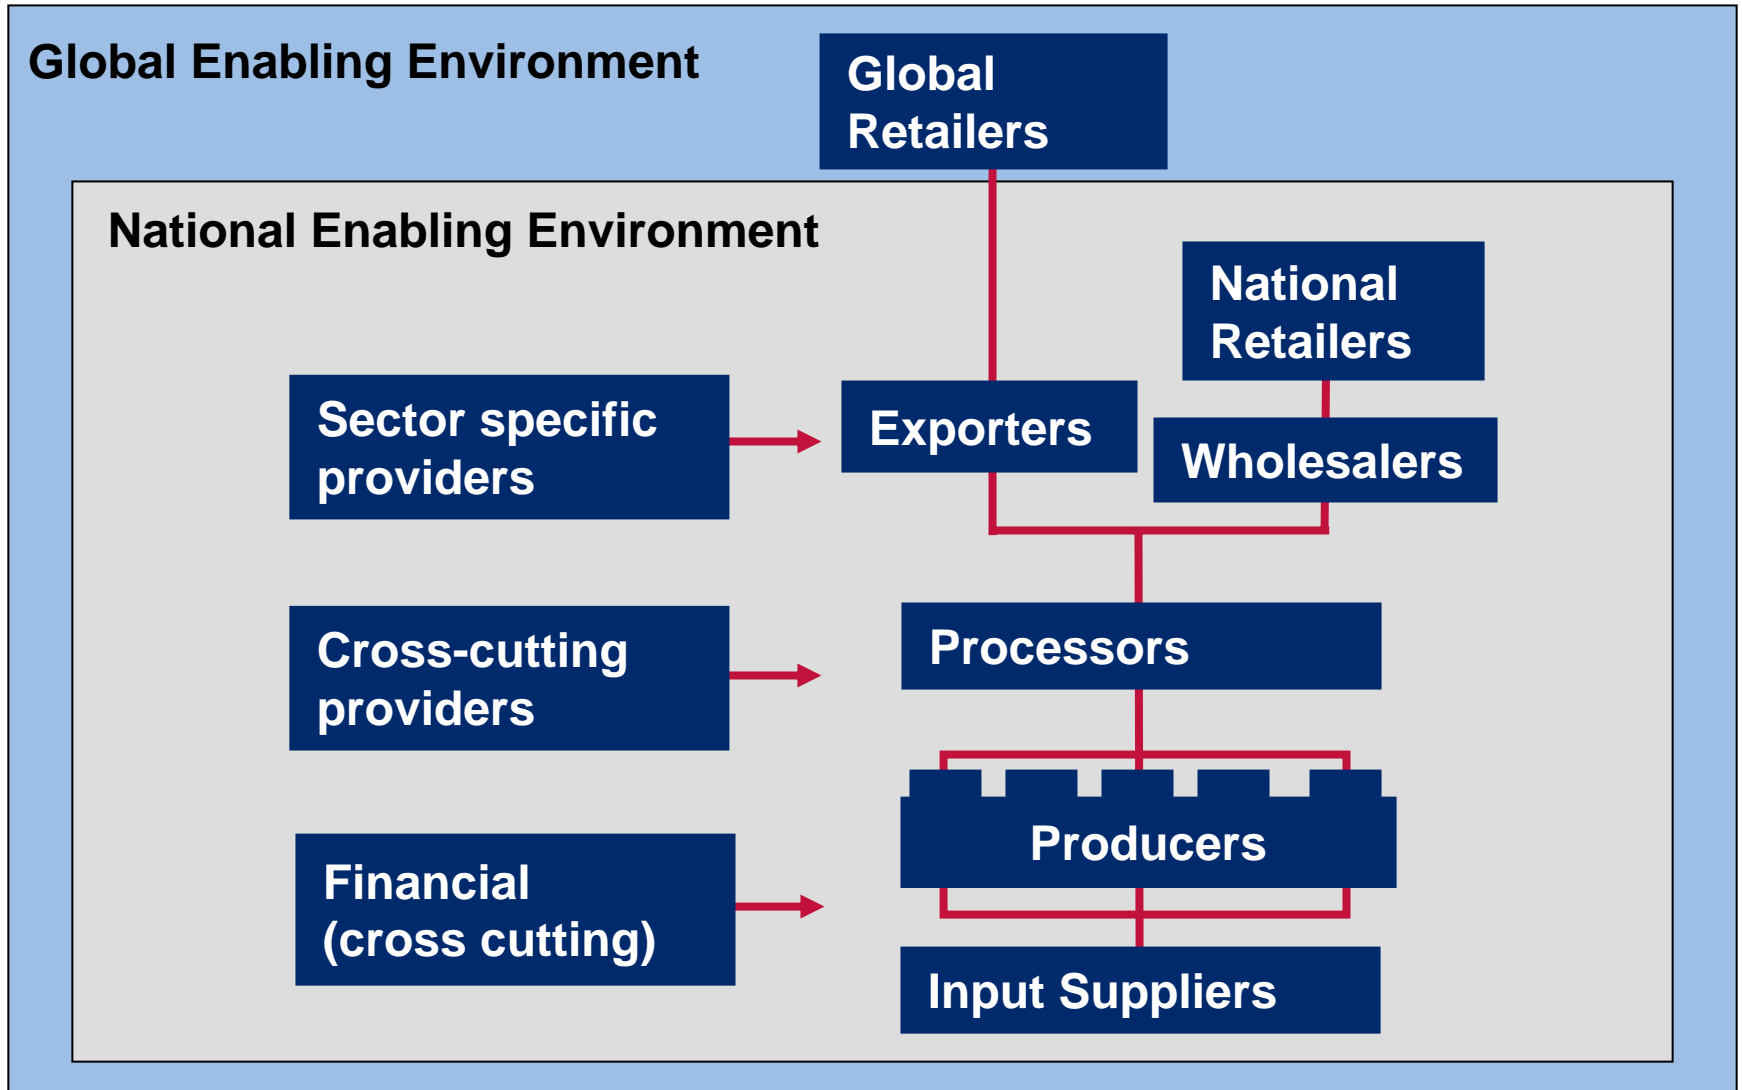 Global Enabling Environment
Global
Retailers
National Enabling Environment
National
Retailers
Sector specific
providers
Exporters
Wholesalers
Cross-cutting
providers
Processors
Producers
Financial
(cross cutting)
Input Suppliers